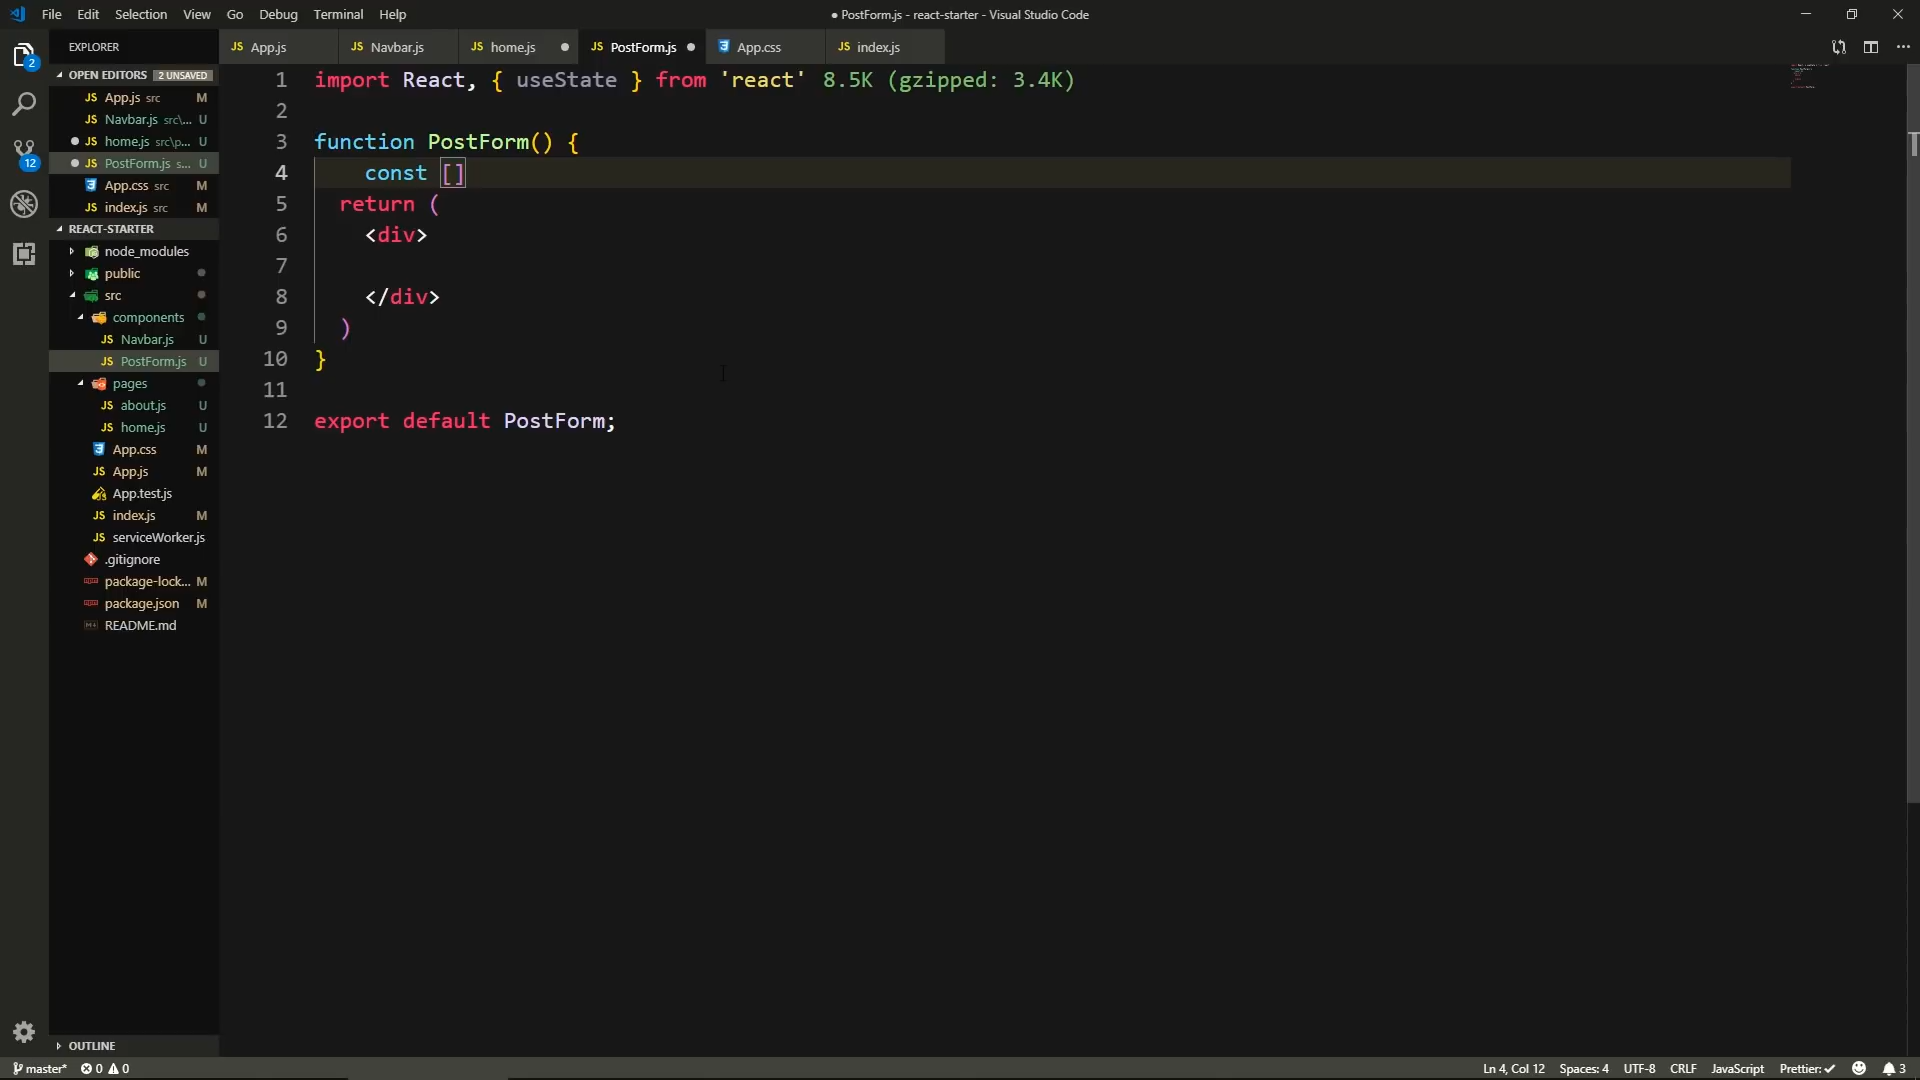 File Edit Selection View Go Debug Terminal Help
● PostForm.js - react-starter - Visual Studio Code
EXPLORER
JS App.js
JS Navbar.js
JS home.js ●
JS PostForm.js ●
App.css
JS index.js
OPEN EDITORS 2 UNSAVED
JS App.js src M
JS Navbar.js src\... U
● JS home.js src\p... U
● JS PostForm.js s... U
App.css src M
JS index.js src M
REACT-STARTER
node_modules
public
src
components
JS Navbar.js U
JS PostForm.js U
pages
JS about.js U
JS home.js U
App.css M
JS App.js M
App.test.js
JS index.js M
JS serviceWorker.js
.gitignore
package-lock... M
package.json M
README.md
OUTLINE
2
12
1 import React, { useState } from 'react' 8.5K (gzipped: 3.4K)
2
3 function PostForm() {
4 const []
5 return (
6 <div>
7
8 </div>
9 )
10 }
11
12 export default PostForm;
master* 0 0
Ln 4, Col 12 Spaces: 4 UTF-8 CRLF JavaScript Prettier: ✓ 3